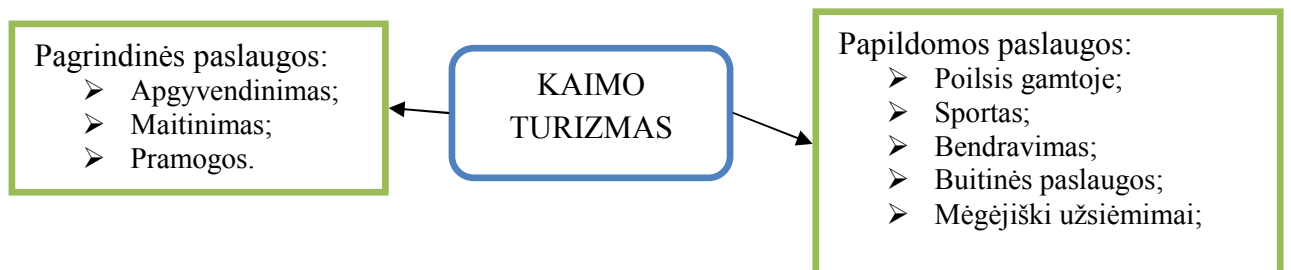 Pagrindinės paslaugos:
➢ Apgyvendinimas;
➢ Maitinimas;
➢ Pramogos.
KAIMO
TURIZMAS
Papildomos paslaugos:
➢ Poilsis gamtoje;
➢ Sportas;
➢ Bendravimas;
➢ Buitinės paslaugos;
➢ Mėgėjiški užsiėmimai;